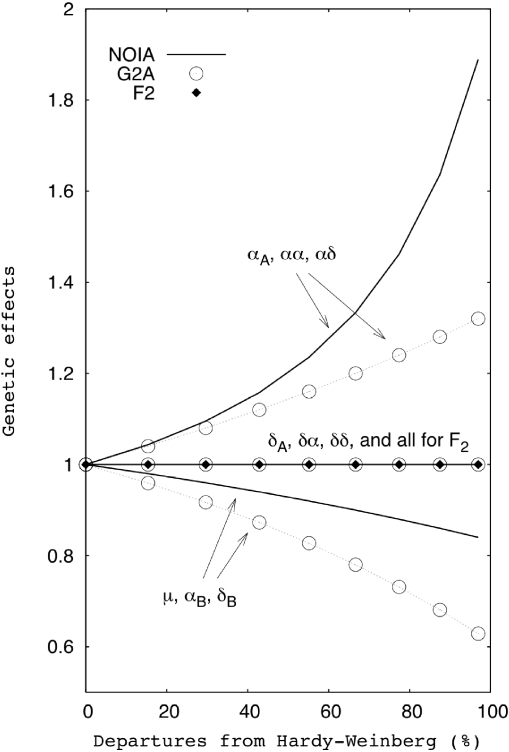 2
NOIA
G2A
F2
1.8
1.6
αA, αα, αδ
1.4
Genetic effects
1.2
δA, δα, δδ, and all for F2
1
0.8
μ, αB, δB
0.6
0 20 40 60 80 100
Departures from Hardy-Weinberg (%)